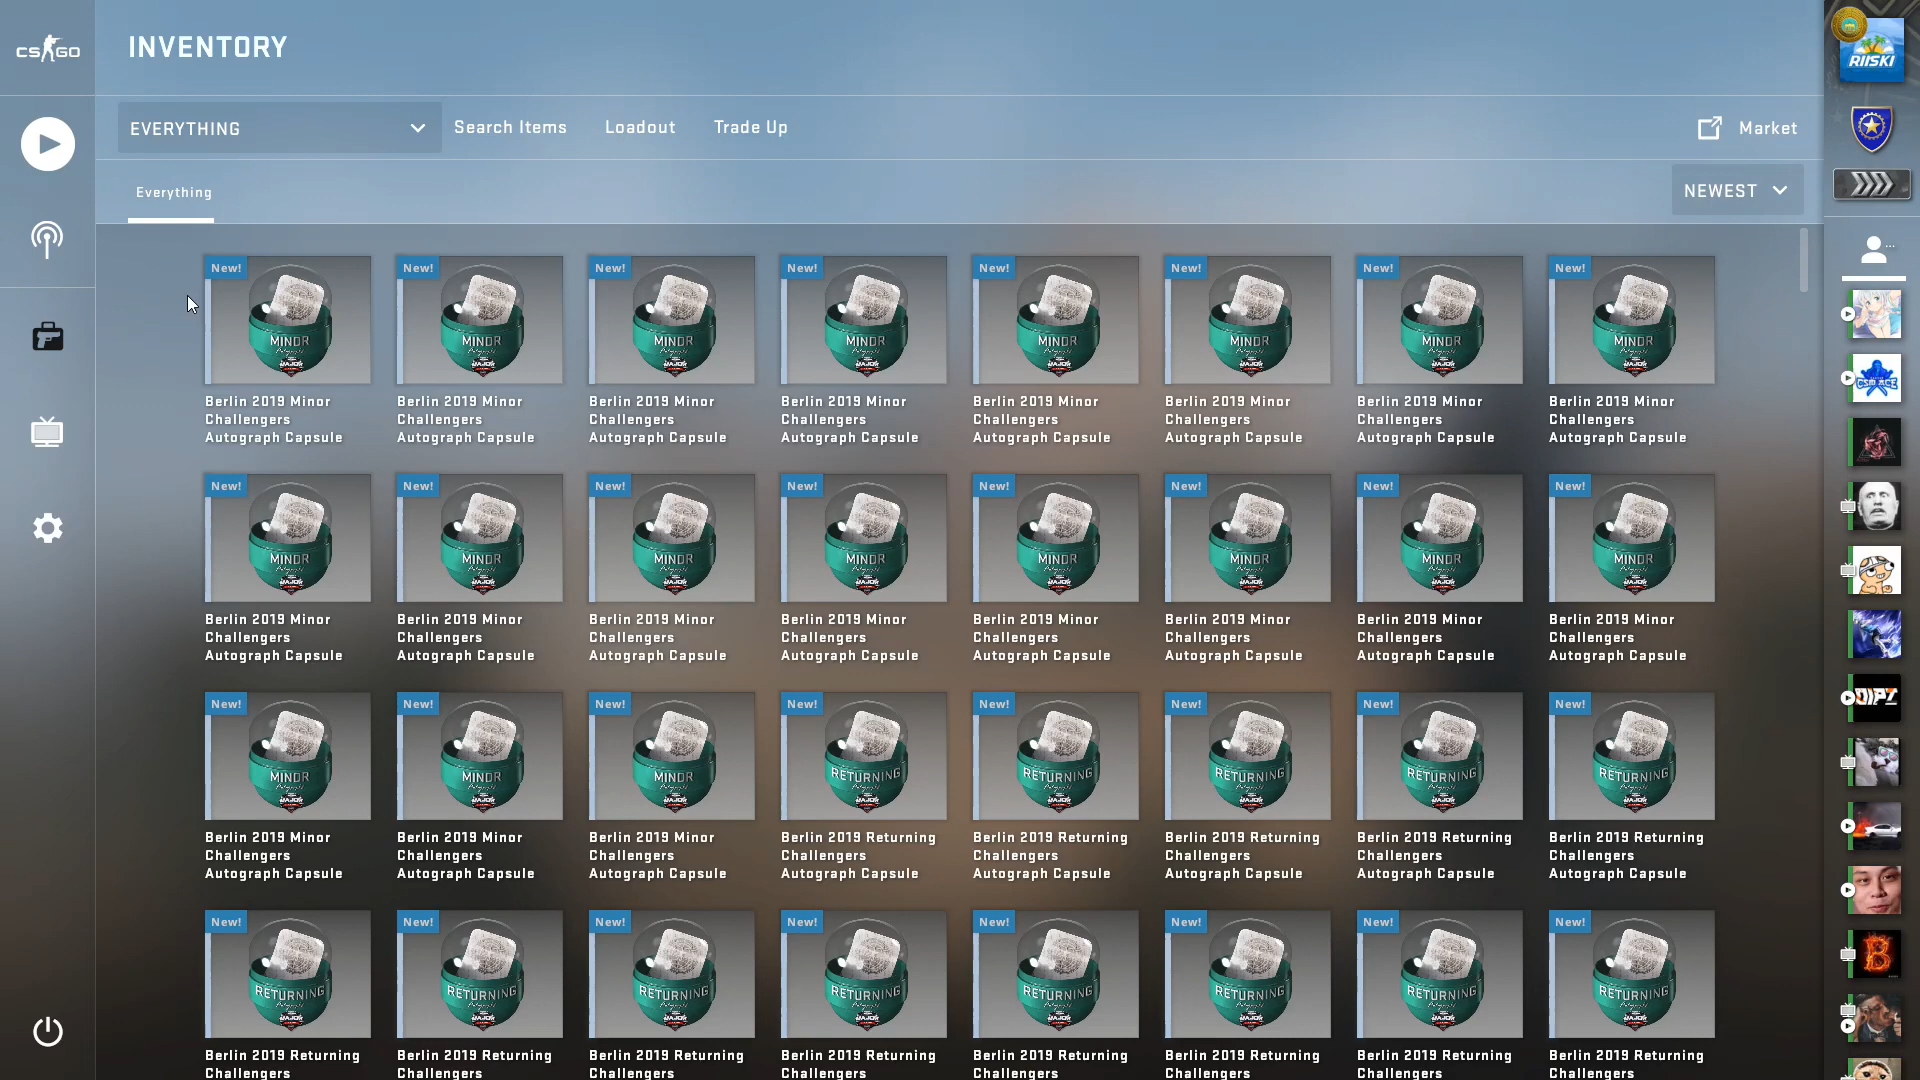 CS GO
INVENTORY
RIISKI
EVERYTHING
Search Items
Loadout
Trade Up
Market
Everything
NEWEST
New! New! New! New! New! New! New! New!
MINOR MINOR MINOR MINOR MINOR MINOR MINOR MINOR
Berlin 2019 Minor Berlin 2019 Minor Berlin 2019 Minor Berlin 2019 Minor Berlin 2019 Minor Berlin 2019 Minor Berlin 2019 Minor Berlin 2019 Minor
Challengers Challengers Challengers Challengers Challengers Challengers Challengers Challengers
Autograph Capsule Autograph Capsule Autograph Capsule Autograph Capsule Autograph Capsule Autograph Capsule Autograph Capsule Autograph Capsule
New! New! New! New! New! New! New! New!
MINOR MINOR MINOR MINOR MINOR MINOR MINOR MINOR
Berlin 2019 Minor Berlin 2019 Minor Berlin 2019 Minor Berlin 2019 Minor Berlin 2019 Minor Berlin 2019 Minor Berlin 2019 Minor Berlin 2019 Minor
Challengers Challengers Challengers Challengers Challengers Challengers Challengers Challengers
Autograph Capsule Autograph Capsule Autograph Capsule Autograph Capsule Autograph Capsule Autograph Capsule Autograph Capsule Autograph Capsule
New! New! New! New! New! New! New! New!
MINOR MINOR MINOR RETURNING RETURNING RETURNING RETURNING RETURNING
Berlin 2019 Minor Berlin 2019 Minor Berlin 2019 Minor Berlin 2019 Returning Berlin 2019 Returning Berlin 2019 Returning Berlin 2019 Returning Berlin 2019 Returning
Challengers Challengers Challengers Challengers Challengers Challengers Challengers Challengers
Autograph Capsule Autograph Capsule Autograph Capsule Autograph Capsule Autograph Capsule Autograph Capsule Autograph Capsule Autograph Capsule
New! New! New! New! New! New! New! New!
RETURNING RETURNING RETURNING RETURNING RETURNING RETURNING RETURNING RETURNING
Berlin 2019 Returning Berlin 2019 Returning Berlin 2019 Returning Berlin 2019 Returning Berlin 2019 Returning Berlin 2019 Returning Berlin 2019 Returning Berlin 2019 Returning
Challengers Challengers Challengers Challengers Challengers Challengers Challengers Challengers